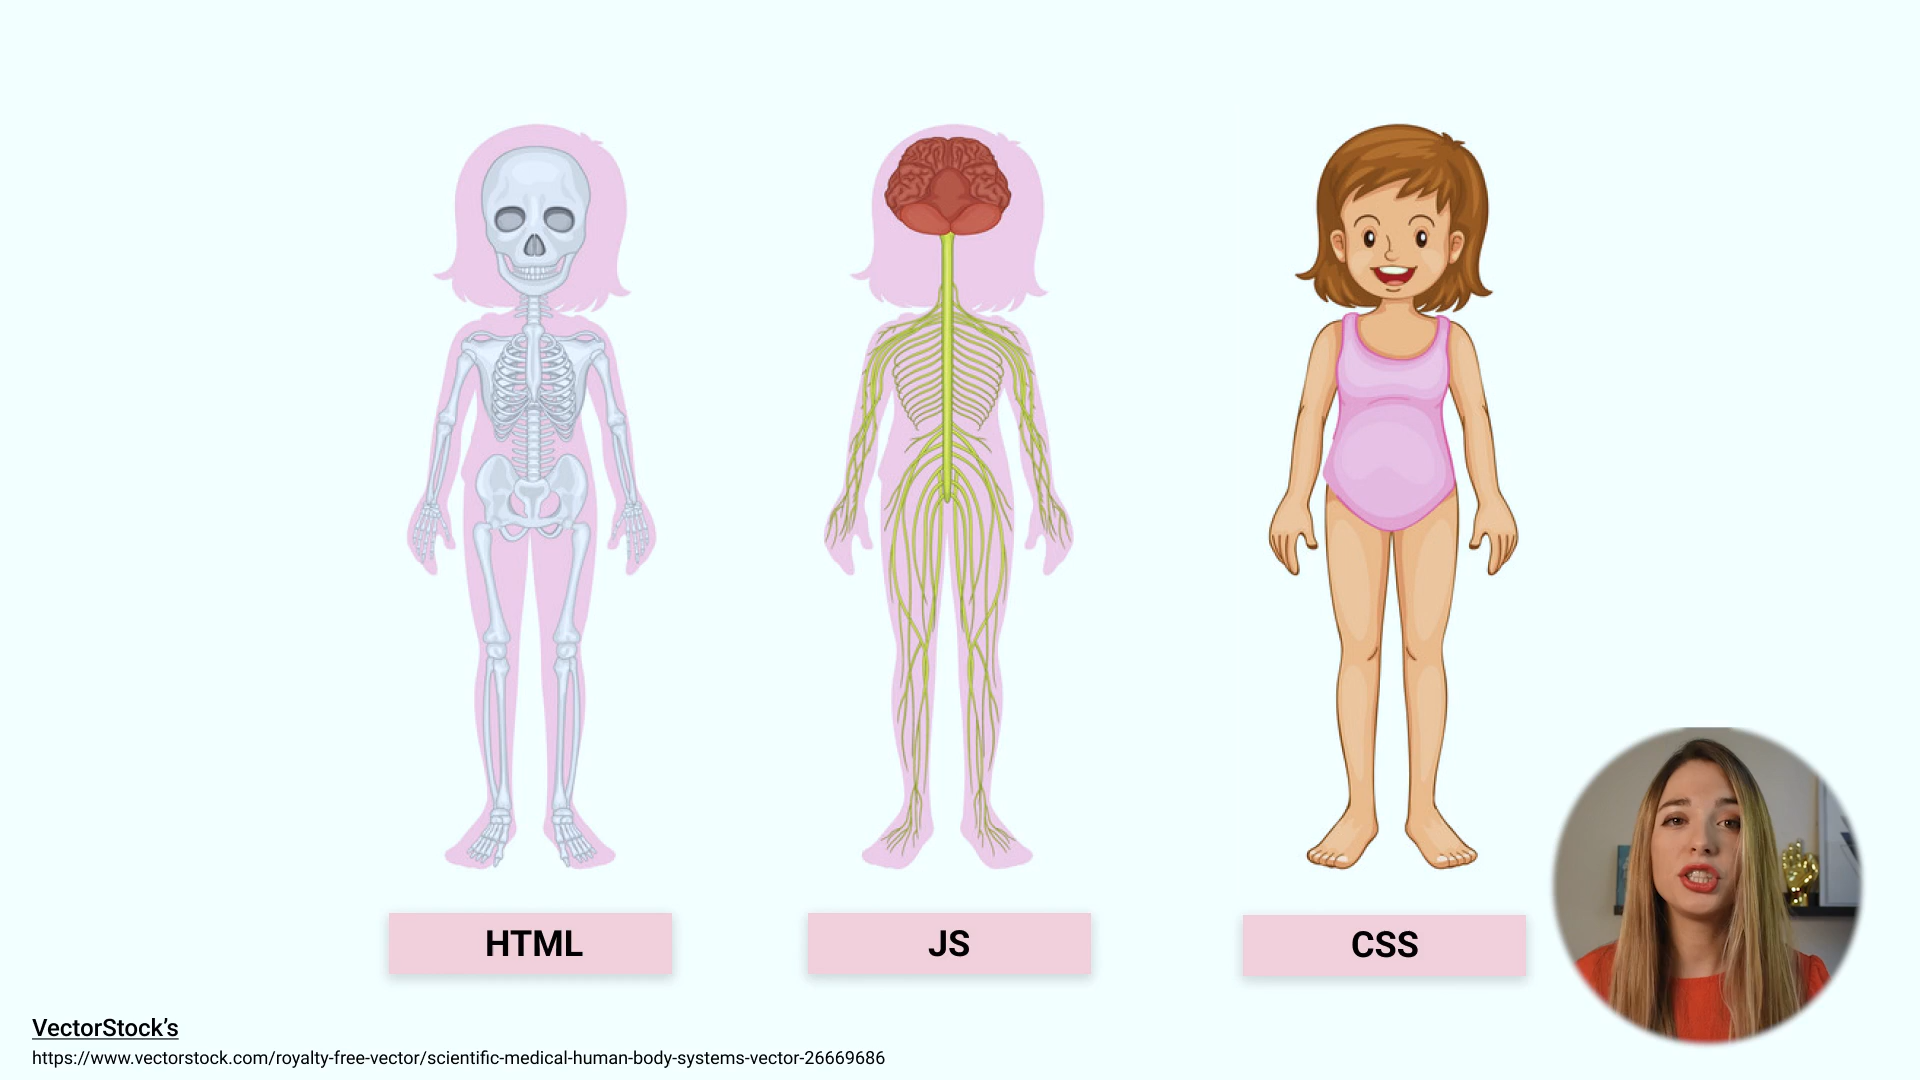 HTML
JS
CSS
VectorStock’s
https://www.vectorstock.com/royalty-free-vector/scientific-medical-human-body-systems-vector-26669686